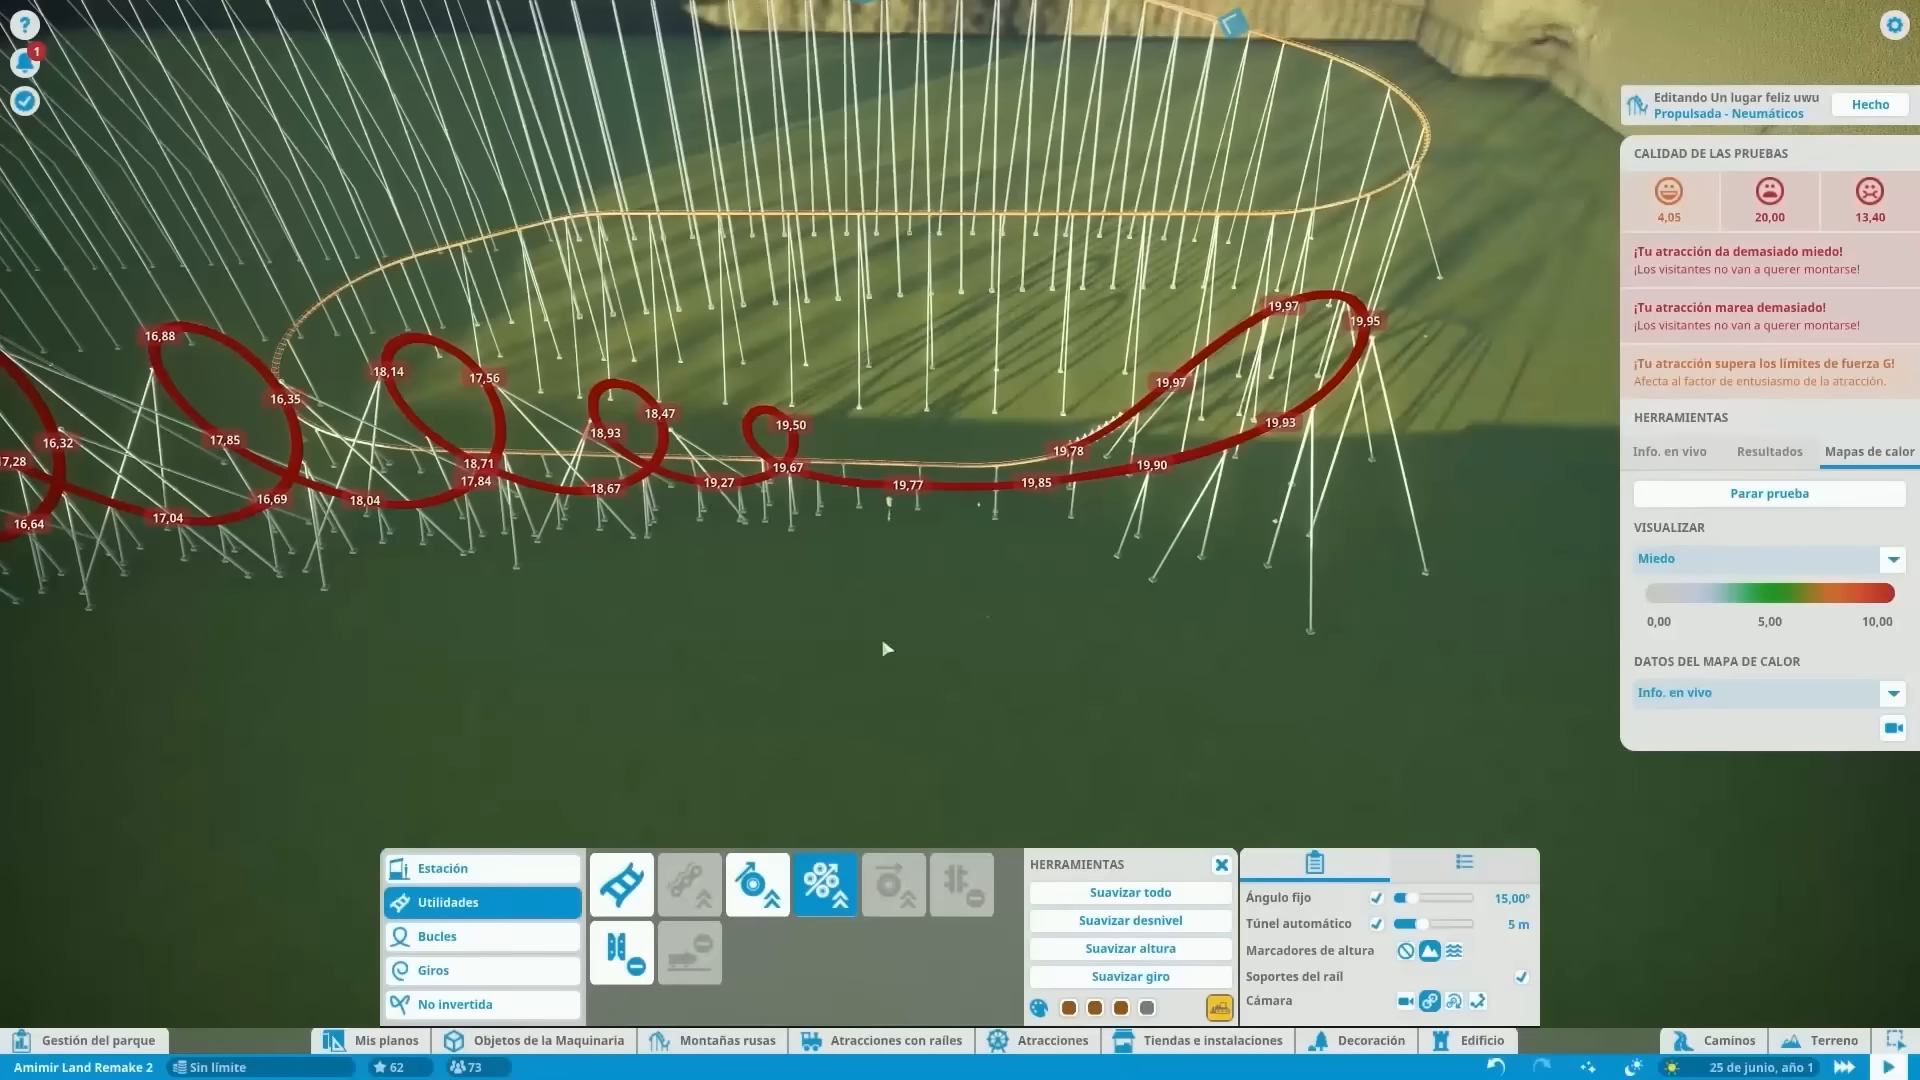 1
Editando Un lugar feliz uwu
Propulsada - Neumáticos
Hecho
CALIDAD DE LAS PRUEBAS
4,05
20,00
13,40
¡Tu atracción da demasiado miedo!
¡Los visitantes no van a querer montarse!
¡Tu atracción marea demasiado!
¡Los visitantes no van a querer montarse!
¡Tu atracción supera los límites de fuerza G!
Afecta al factor de entusiasmo de la atracción.
HERRAMIENTAS
Info. en vivo
Resultados
Mapas de calor
Parar prueba
VISUALIZAR
Miedo
0,00
5,00
10,00
DATOS DEL MAPA DE CALOR
Info. en vivo
19,97
19,95
16,88
18,14
17,56
19,97
16,35
18,47
19,93
19,50
18,93
17,85
16,32
19,78
17,28
18,71
19,90
19,67
17,84
19,27
19,85
19,77
18,67
16,69
18,04
17,04
16,64
Estación
Utilidades
Bucles
Giros
No invertida
HERRAMIENTAS
Suavizar todo
Suavizar desnivel
Suavizar altura
Suavizar giro
Ángulo fijo
15,00°
Túnel automático
5 m
Marcadores de altura
Soportes del raíl
Cámara
Gestión del parque
Mis planos
Objetos de la Maquinaria
Montañas rusas
Atracciones con raíles
Atracciones
Tiendas e instalaciones
Decoración
Edificio
Caminos
Terreno
Amimir Land Remake 2
Sin límite
62
73
25 de junio, año 1